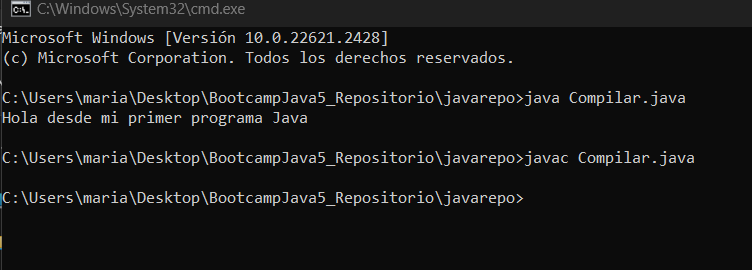 C:\Windows\System32\cmd.exe
Microsoft Windows [Versión 10.0.22621.2428]
(c) Microsoft Corporation. Todos los derechos reservados.
C:\Users\maria\Desktop\BootcampJava5_Repositorio\javarepo>java Compilar.java
Hola desde mi primer programa Java
C:\Users\maria\Desktop\BootcampJava5_Repositorio\javarepo>javac Compilar.java
C:\Users\maria\Desktop\BootcampJava5_Repositorio\javarepo>